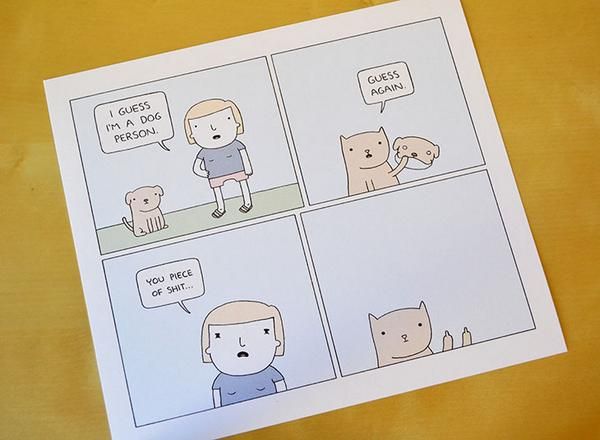 I GUESS
I'M A DOG
PERSON.
GUESS
AGAIN.
YOU PIECE
OF SHIT...